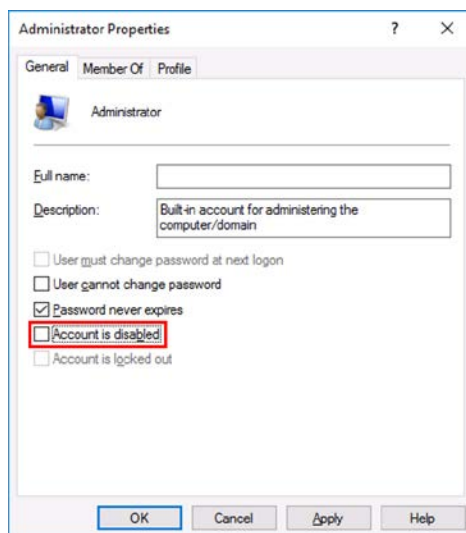 Administrator Properties
? X
General Member Of Profile
Administrator
Full name:
Description: Built-in account for administering the
computer/domain
User must change password at next logon
User cannot change password
Password never expires
Account is disabled
Account is locked out
OK Cancel Apply Help